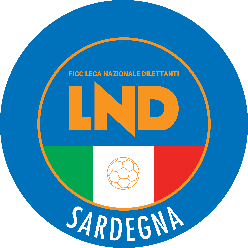 FIGC LEGA NAZIONALE DILETTANTI
LND
SARDEGNA